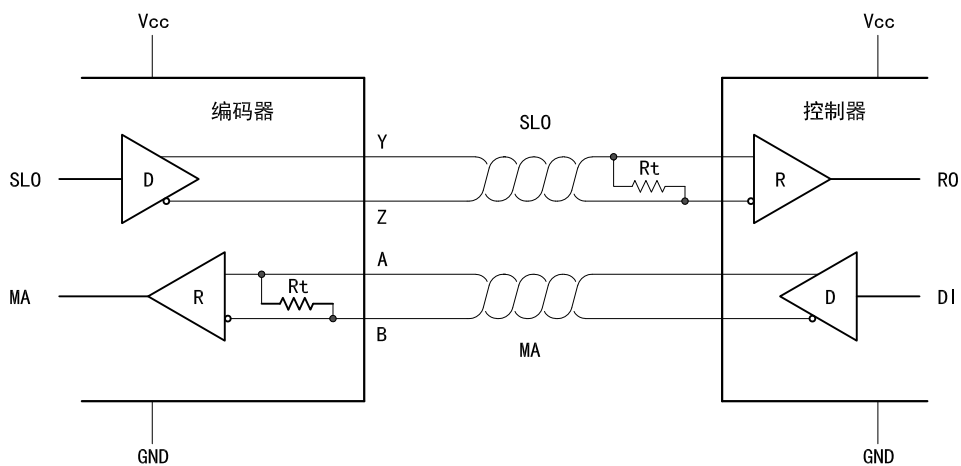 Vcc
Vcc
编码器
控制器
SLO
Y
SLO
D
Rt
R
RO
Z
A
MA
R
Rt
D
DI
B
MA
GND
GND